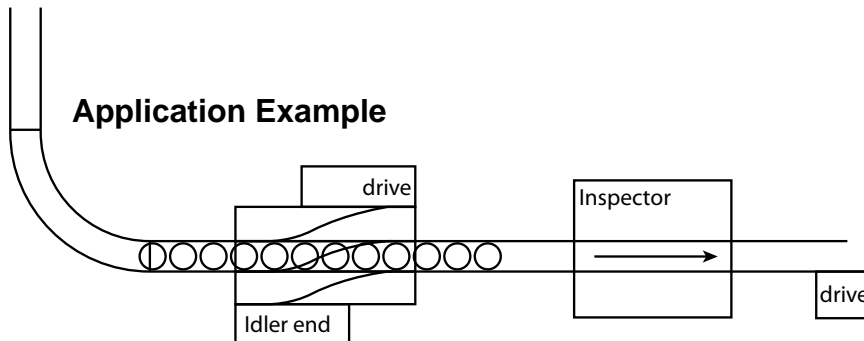 Application Example
drive
Inspector
Idler end
drive